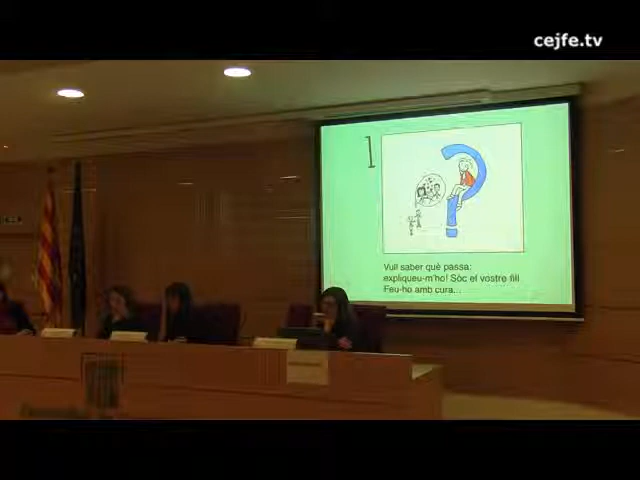 cejfe.tv
1
Vull saber què passa:
expliqueu-m'ho! Sóc el vostre fill
Feu-ho amb cura...